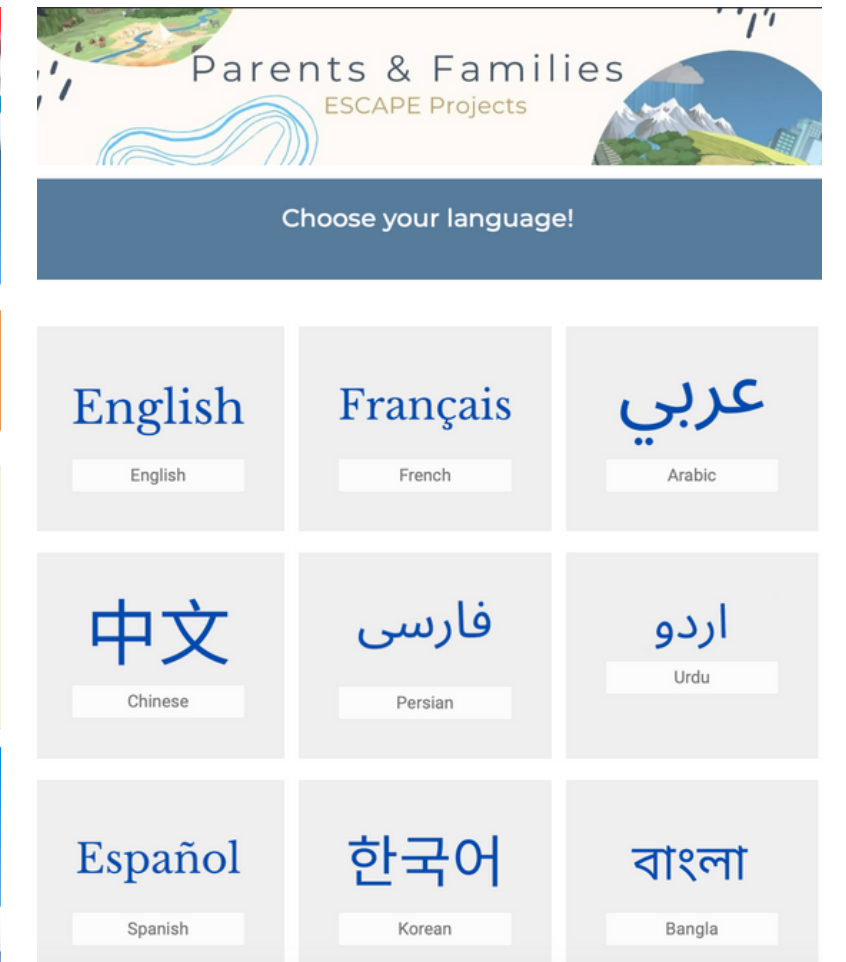 Parents & Families
ESCAPE Projects
Choose your language!
English
English
Français
French
عربي
Arabic
中文
Chinese
فارسی
Persian
اردو
Urdu
Español
Spanish
한국어
Korean
বাংলা
Bangla